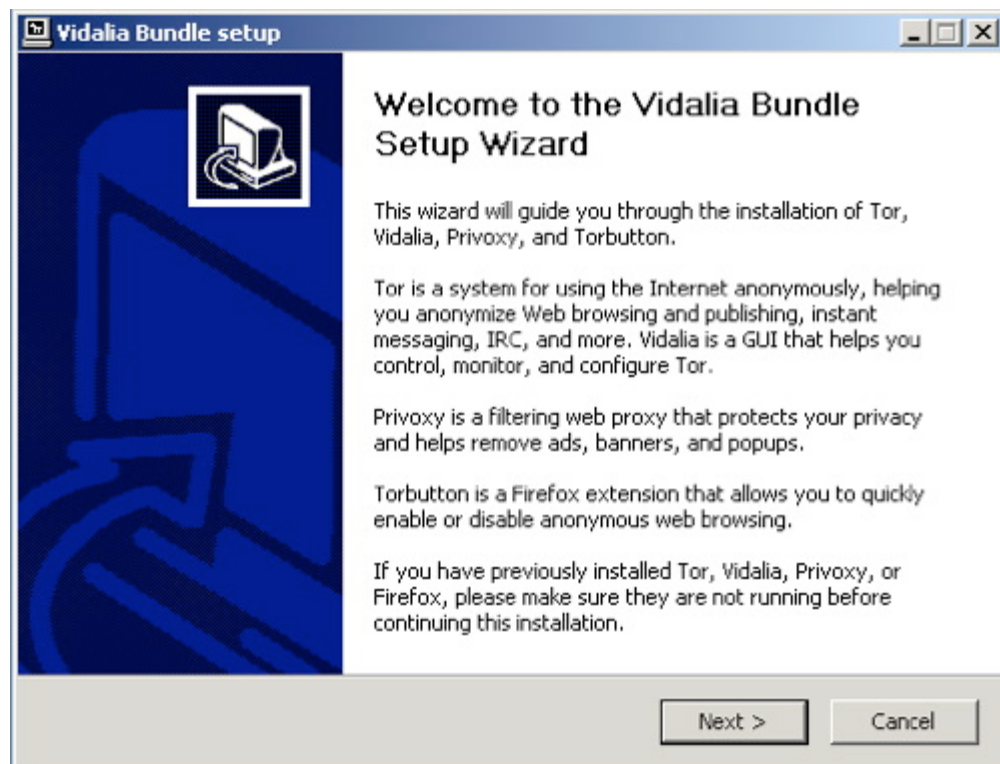 Vidalia Bundle setup
Welcome to the Vidalia Bundle
Setup Wizard
This wizard will guide you through the installation of Tor,
Vidalia, Privoxy, and Torbutton.
Tor is a system for using the Internet anonymously, helping
you anonymize Web browsing and publishing, instant
messaging, IRC, and more. Vidalia is a GUI that helps you
control, monitor, and configure Tor.
Privoxy is a filtering web proxy that protects your privacy
and helps remove ads, banners, and popups.
Torbutton is a Firefox extension that allows you to quickly
enable or disable anonymous web browsing.
If you have previously installed Tor, Vidalia, Privoxy, or
Firefox, please make sure they are not running before
continuing this installation.
Next >
Cancel